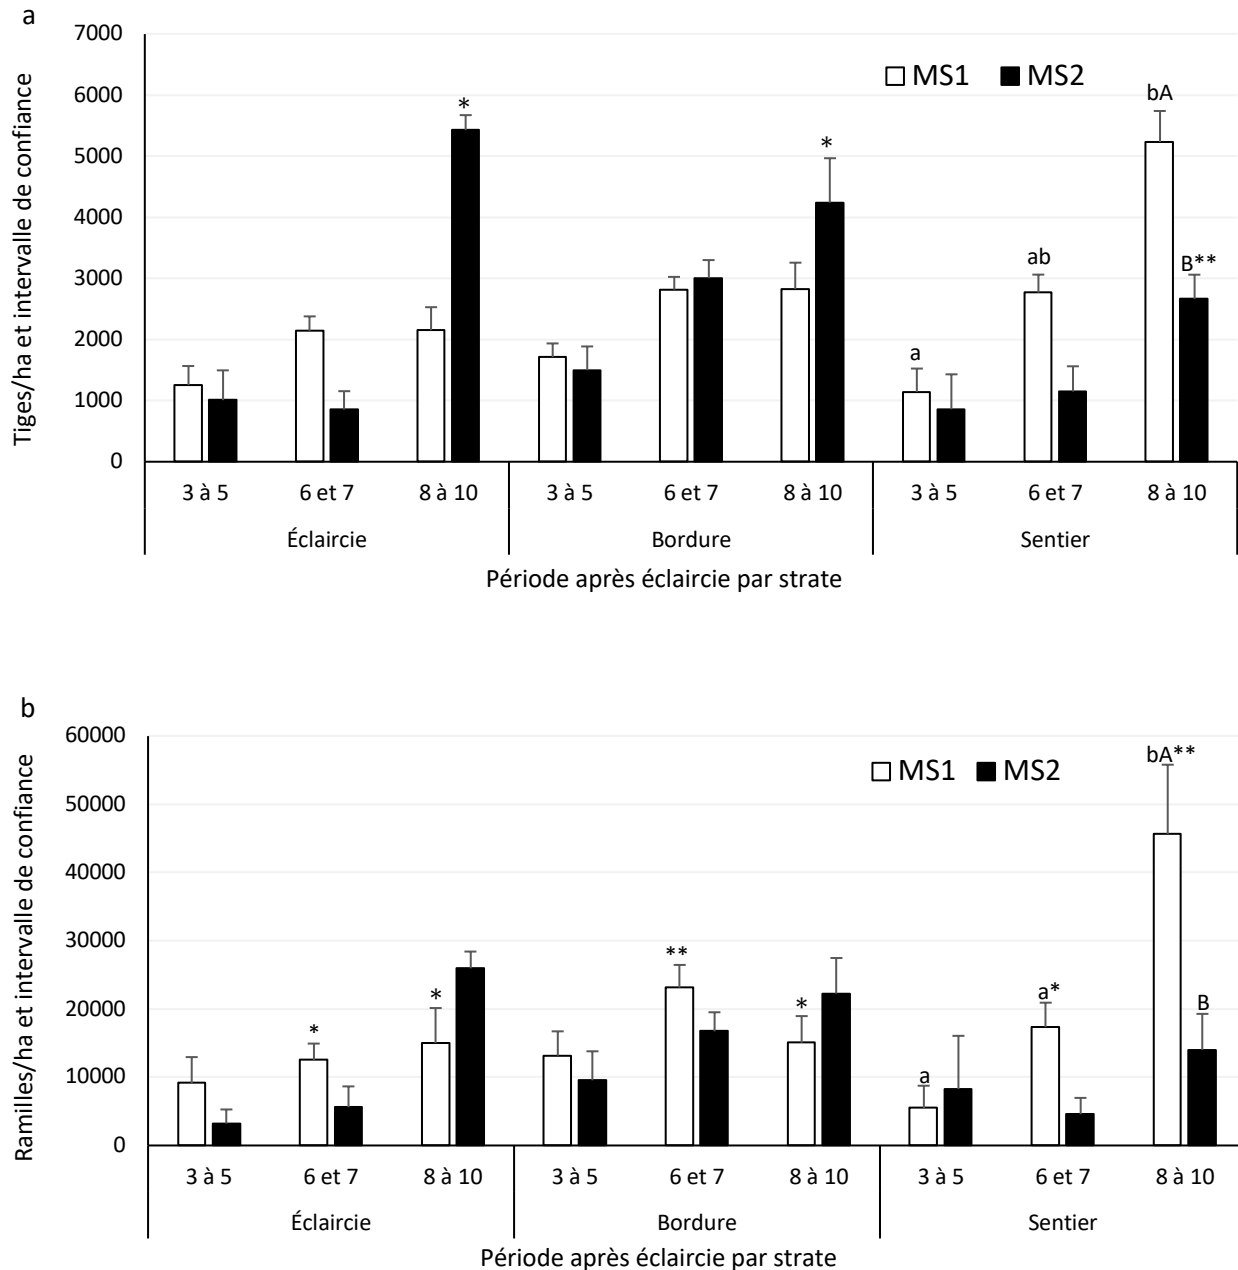 a
7000
6000
5000
4000
3000
2000
1000
0
Tiges/ha et intervalle de confiance
MS1 MS2
* * bA
ab B**
a
3 à 5 6 et 7 8 à 10 3 à 5 6 et 7 8 à 10 3 à 5 6 et 7 8 à 10
Éclaircie Bordure Sentier
Période après éclaircie par strate
b
60000
50000
40000
30000
20000
10000
0
Ramilles/ha et intervalle de confiance
MS1 MS2
bA**
**
* * * a* B
a
3 à 5 6 et 7 8 à 10 3 à 5 6 et 7 8 à 10 3 à 5 6 et 7 8 à 10
Éclaircie Bordure Sentier
Période après éclaircie par strate